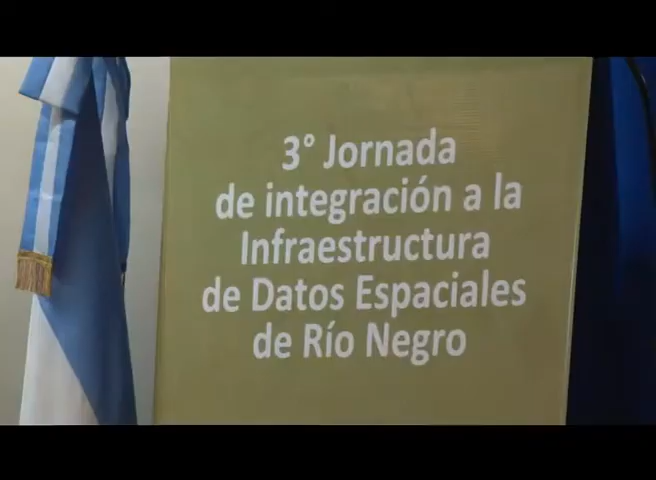 3° Jornada
de integración a la
Infraestructura
de Datos Espaciales
de Río Negro